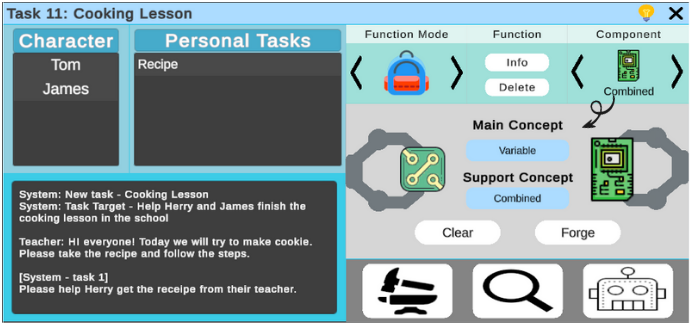 Task 11: Cooking Lesson
Character
Personal Tasks
Tom
James
Recipe
System: New task - Cooking Lesson
System: Task Target - Help Herry and James finish the
cooking lesson in the school
Teacher: Hi everyone! Today we will try to make cookie.
Please take the recipe and follow the steps.
[System - task 1]
Please help Herry get the receipe from their teacher.
Function Mode
Function
Component
Info
Delete
Combined
Main Concept
Variable
Support Concept
Combined
Clear
Forge